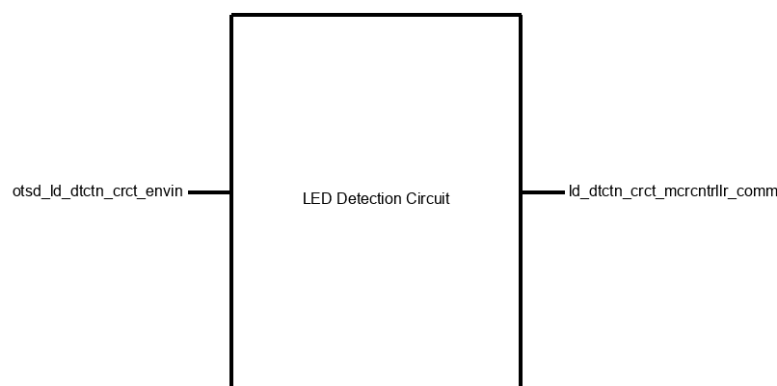 otsd_ld_dtctn_crct_envin
LED Detection Circuit
ld_dtctn_crct_mcrcntrllr_comm